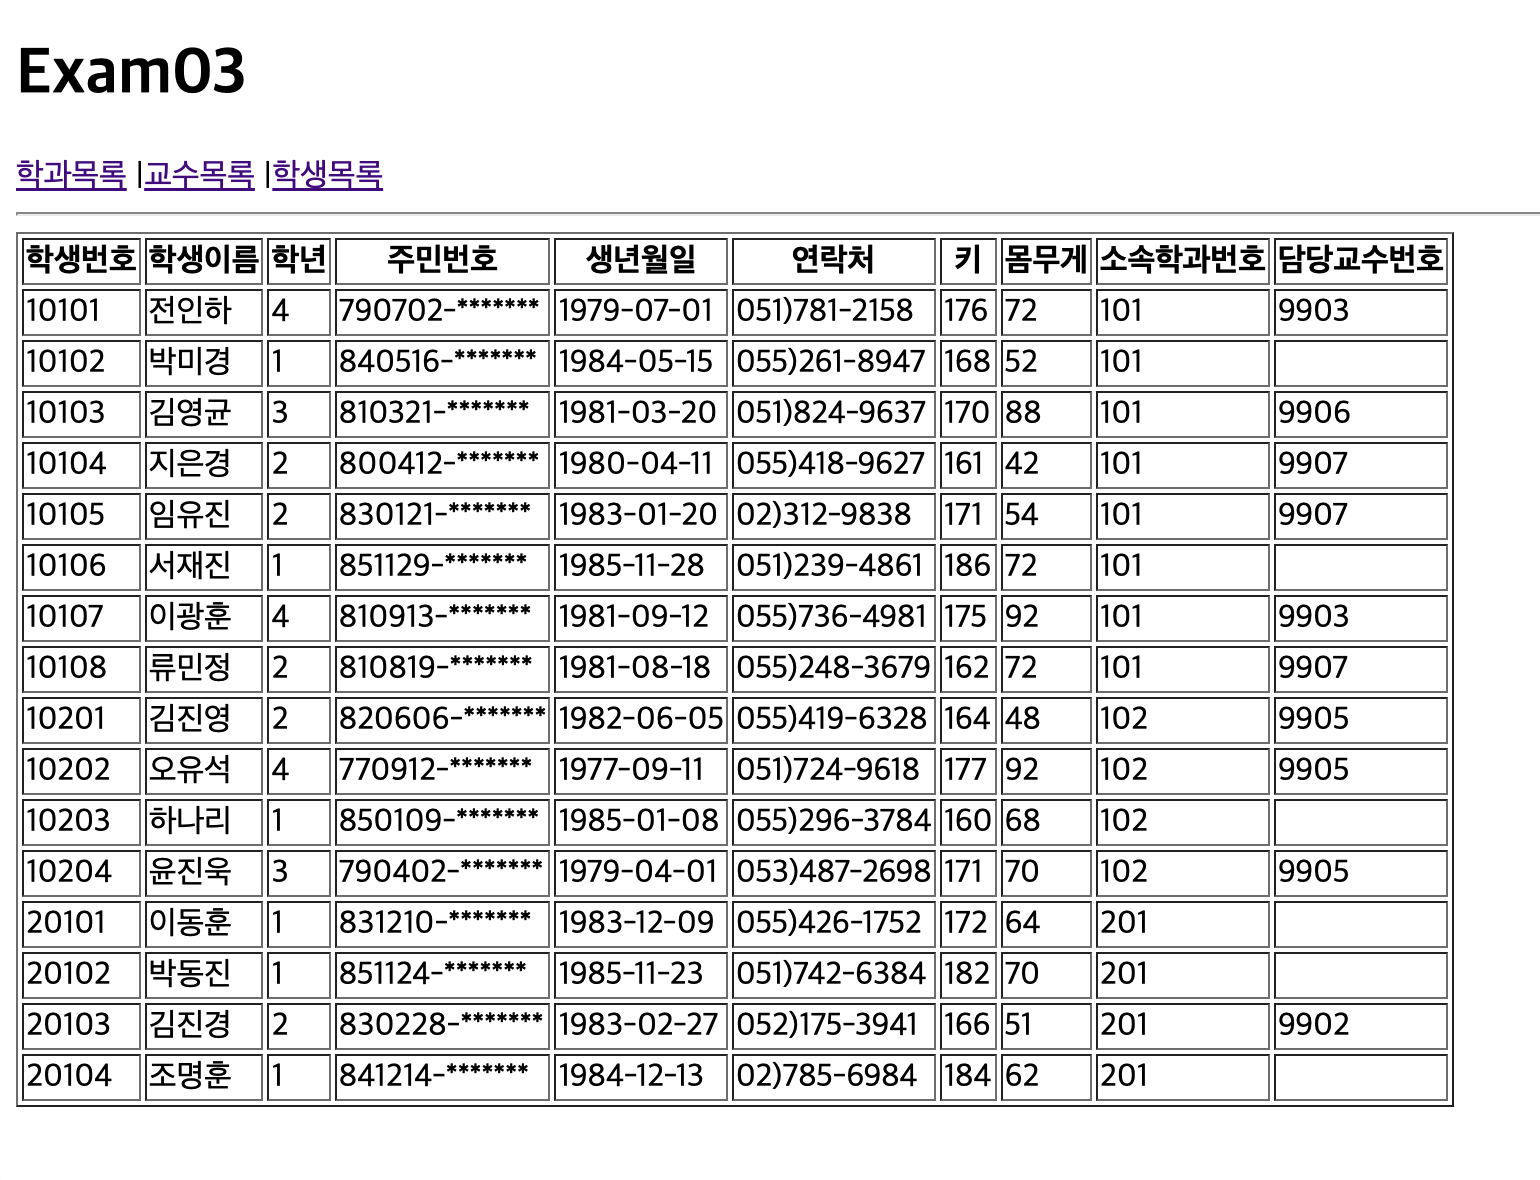 Exam03
학과목록 |교수목록 |학생목록
학생번호 학생이름 학년 주민번호 생년월일 연락처 키 몸무게 소속학과번호 담당교수번호
10101 전인하 4 790702-******* 1979-07-01 051)781-2158 176 72 101 9903
10102 박미경 1 840516-******* 1984-05-15 055)261-8947 168 52 101
10103 김영균 3 810321-******* 1981-03-20 051)824-9637 170 88 101 9906
10104 지은경 2 800412-******* 1980-04-11 055)418-9627 161 42 101 9907
10105 임유진 2 830121-******* 1983-01-20 02)312-9838 171 54 101 9907
10106 서재진 1 851129-******* 1985-11-28 051)239-4861 186 72 101
10107 이광훈 4 810913-******* 1981-09-12 055)736-4981 175 92 101 9903
10108 류민정 2 810819-******* 1981-08-18 055)248-3679 162 72 101 9907
10201 김진영 2 820606-******* 1982-06-05 055)419-6328 164 48 102 9905
10202 오유석 4 770912-******* 1977-09-11 051)724-9618 177 92 102 9905
10203 하나리 1 850109-******* 1985-01-08 055)296-3784 160 68 102
10204 윤진욱 3 790402-******* 1979-04-01 053)487-2698 171 70 102 9905
20101 이동훈 1 831210-******* 1983-12-09 055)426-1752 172 64 201
20102 박동진 1 851124-******* 1985-11-23 051)742-6384 182 70 201
20103 김진경 2 830228-******* 1983-02-27 052)175-3941 166 51 201 9902
20104 조명훈 1 841214-******* 1984-12-13 02)785-6984 184 62 201